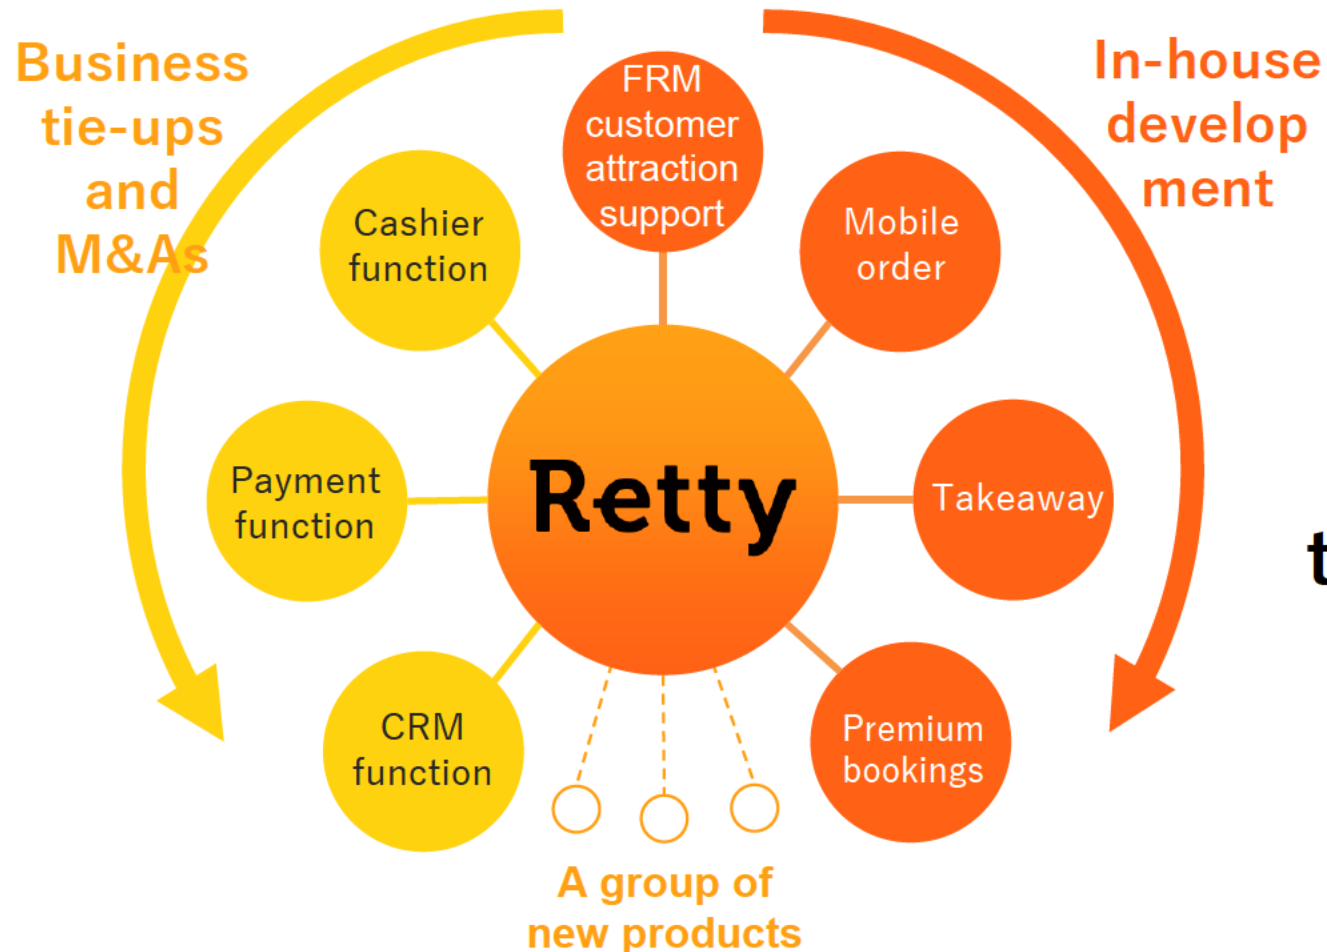 Business
tie-ups
and
M&As
In-house
develop
ment
FRM
customer
attraction
support
Cashier
function
Mobile
order
Payment
function
Retty
Takeaway
t
CRM
function
Premium
bookings
A group of
new products